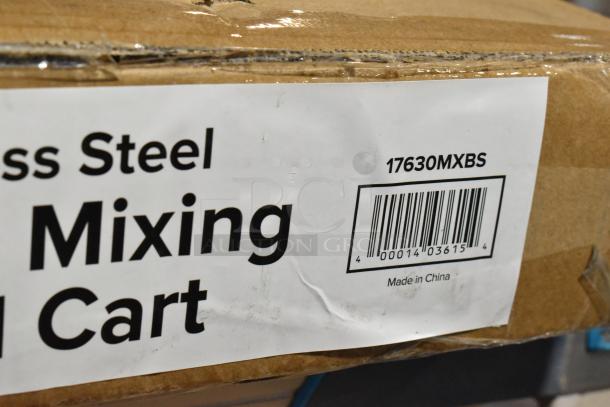 ss Steel
Mixing
Cart
17630MXBS
4 00014 03615 4
Made in China